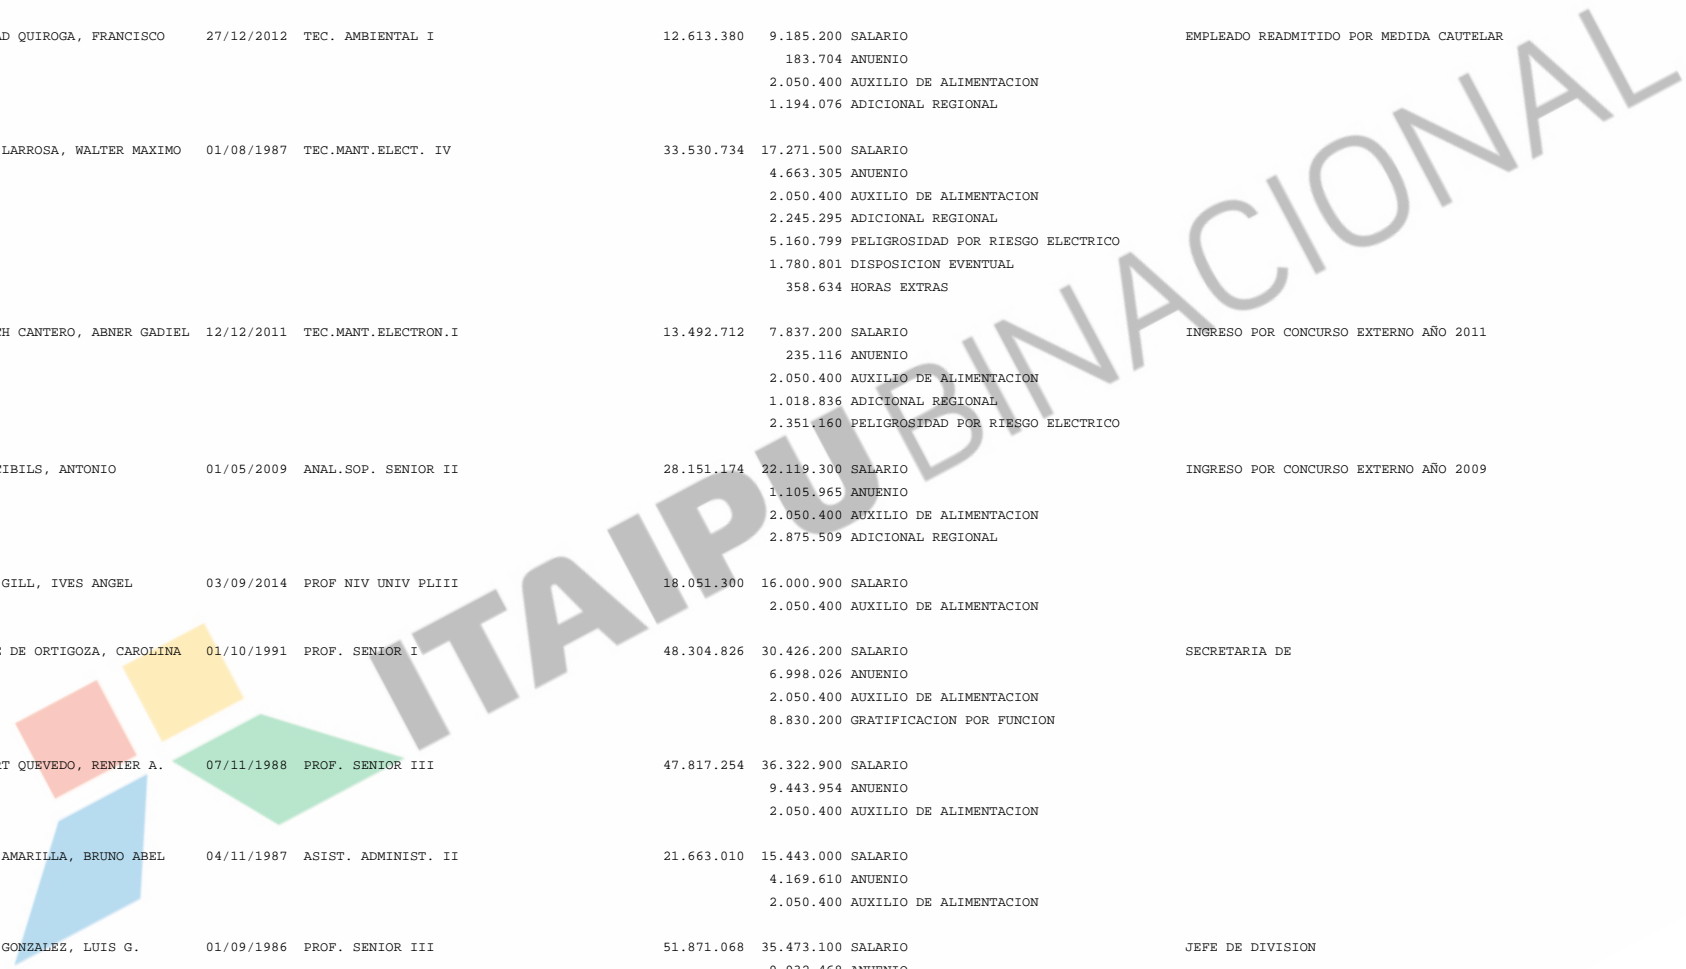 QUIROGA, FRANCISCO 27/12/2012 TEC. AMBIENTAL I 12.613.380 9.185.200 SALARIO EMPLEADO READMITIDO POR MEDIDA CAUTELAR
183.704 ANUENIO
2.050.400 AUXILIO DE ALIMENTACION
1.194.076 ADICIONAL REGIONAL
LARROSA, WALTER MAXIMO 01/08/1987 TEC.MANT.ELECT. IV 33.530.734 17.271.500 SALARIO
4.663.305 ANUENIO
2.050.400 AUXILIO DE ALIMENTACION
2.245.295 ADICIONAL REGIONAL
5.160.799 PELIGROSIDAD POR RIESGO ELECTRICO
1.780.801 DISPOSICION EVENTUAL
358.634 HORAS EXTRAS
CANTERO, ABNER GADIEL 12/12/2011 TEC.MANT.ELECTRON.I 13.492.712 7.837.200 SALARIO INGRESO POR CONCURSO EXTERNO AÑO 2011
235.116 ANUENIO
2.050.400 AUXILIO DE ALIMENTACION
1.018.836 ADICIONAL REGIONAL
2.351.160 PELIGROSIDAD POR RIESGO ELECTRICO
CIBILS, ANTONIO 01/05/2009 ANAL.SOP. SENIOR II 28.151.174 22.119.300 SALARIO INGRESO POR CONCURSO EXTERNO AÑO 2009
1.105.965 ANUENIO
2.050.400 AUXILIO DE ALIMENTACION
2.875.509 ADICIONAL REGIONAL
GILL, IVES ANGEL 03/09/2014 PROF NIV UNIV PLIII 18.051.300 16.000.900 SALARIO
2.050.400 AUXILIO DE ALIMENTACION
DE ORTIGOZA, CAROLINA 01/10/1991 PROF. SENIOR I 48.304.826 30.426.200 SALARIO SECRETARIA DE
6.998.026 ANUENIO
2.050.400 AUXILIO DE ALIMENTACION
8.830.200 GRATIFICACION POR FUNCION
QUEVEDO, RENIER A. 07/11/1988 PROF. SENIOR III 47.817.254 36.322.900 SALARIO
9.443.954 ANUENIO
2.050.400 AUXILIO DE ALIMENTACION
AMARILLA, BRUNO ABEL 04/11/1987 ASIST. ADMINIST. II 21.663.010 15.443.000 SALARIO
4.169.610 ANUENIO
2.050.400 AUXILIO DE ALIMENTACION
GONZALEZ, LUIS G. 01/09/1986 PROF. SENIOR III 51.871.068 35.473.100 SALARIO JEFE DE DIVISION
ANUENIO
ITAIPU BINACIONAL